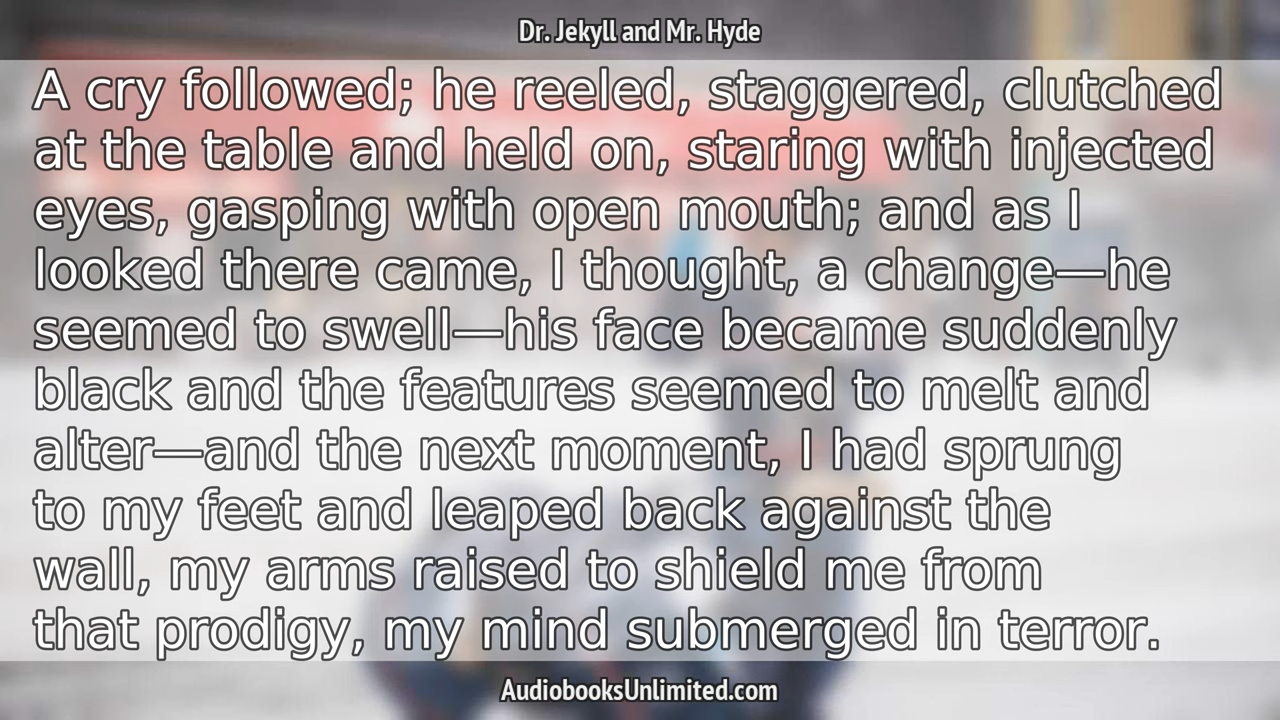 Dr. Jekyll and Mr. Hyde
A cry followed; he reeled, staggered, clutched
at the table and held on, staring with injected
eyes, gasping with open mouth; and as I
looked there came, I thought, a change—he
seemed to swell—his face became suddenly
black and the features seemed to melt and
alter—and the next moment, I had sprung
to my feet and leaped back against the
wall, my arms raised to shield me from
that prodigy, my mind submerged in terror.
AudiobooksUnlimited.com